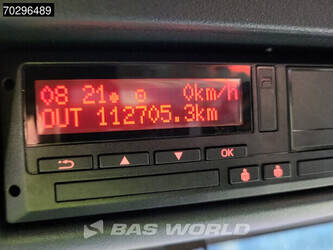 70296489
08 21 0km/h
OUT 112705.3km
OK
BAS WORLD